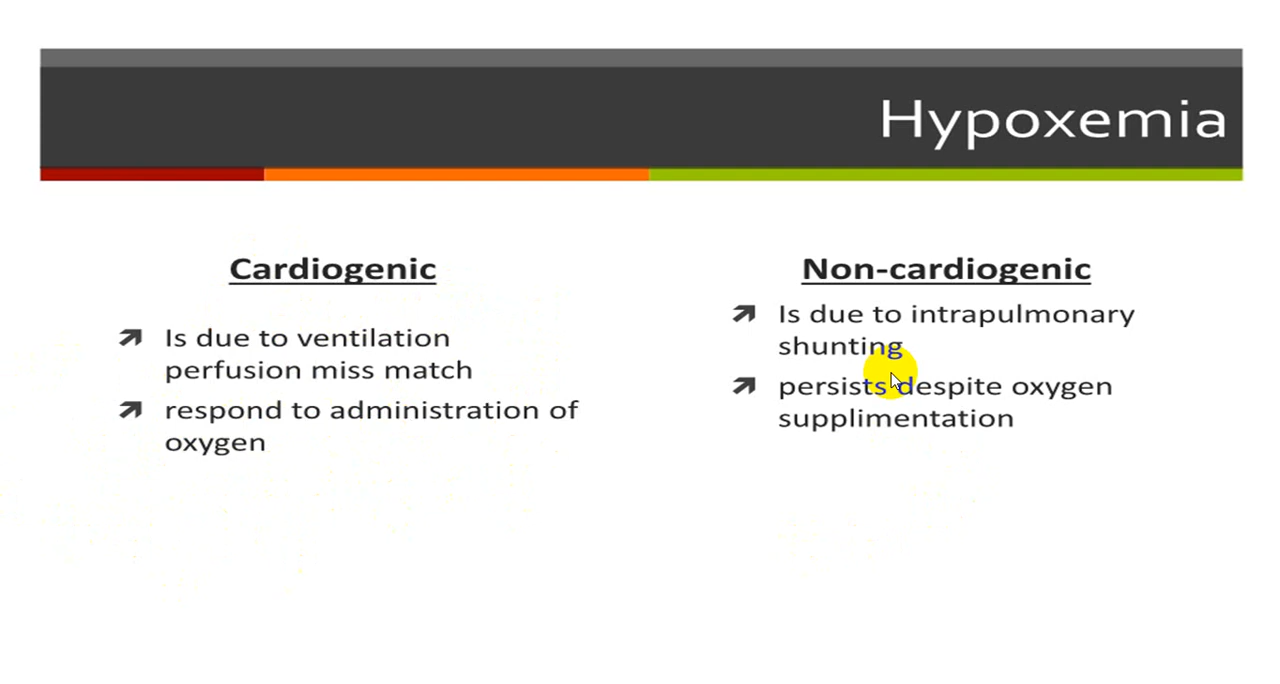 Hypoxemia
Cardiogenic
Is due to ventilation
perfusion miss match
respond to administration of
oxygen
Non-cardiogenic
Is due to intrapulmonary
shunting
persists despite oxygen
supplimentation